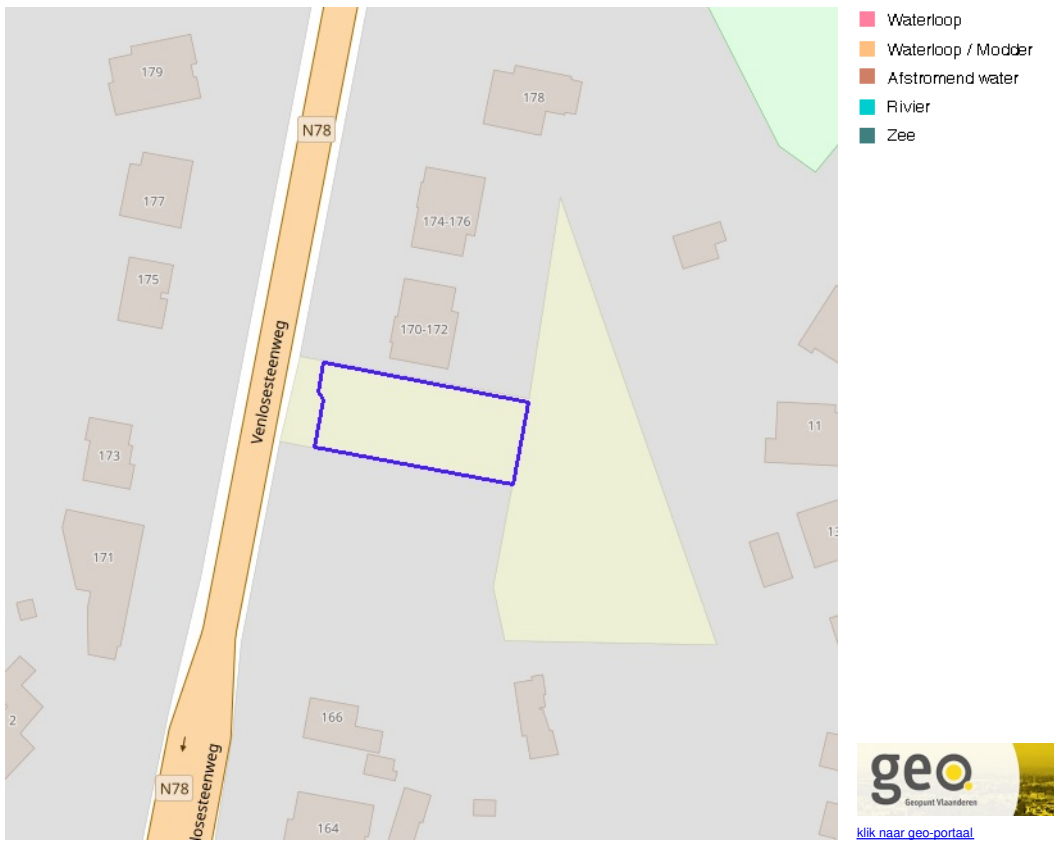 179
N78
178
177
174-176
175
170-172
Venlosesteenweg
11
173
171
2
166
N78
losesteenweg
164
Waterloop
Waterloop / Modder
Afstromend water
Rivier
Zee
geo.
Geopunt Vlaanderen
klik naar geo-portaal